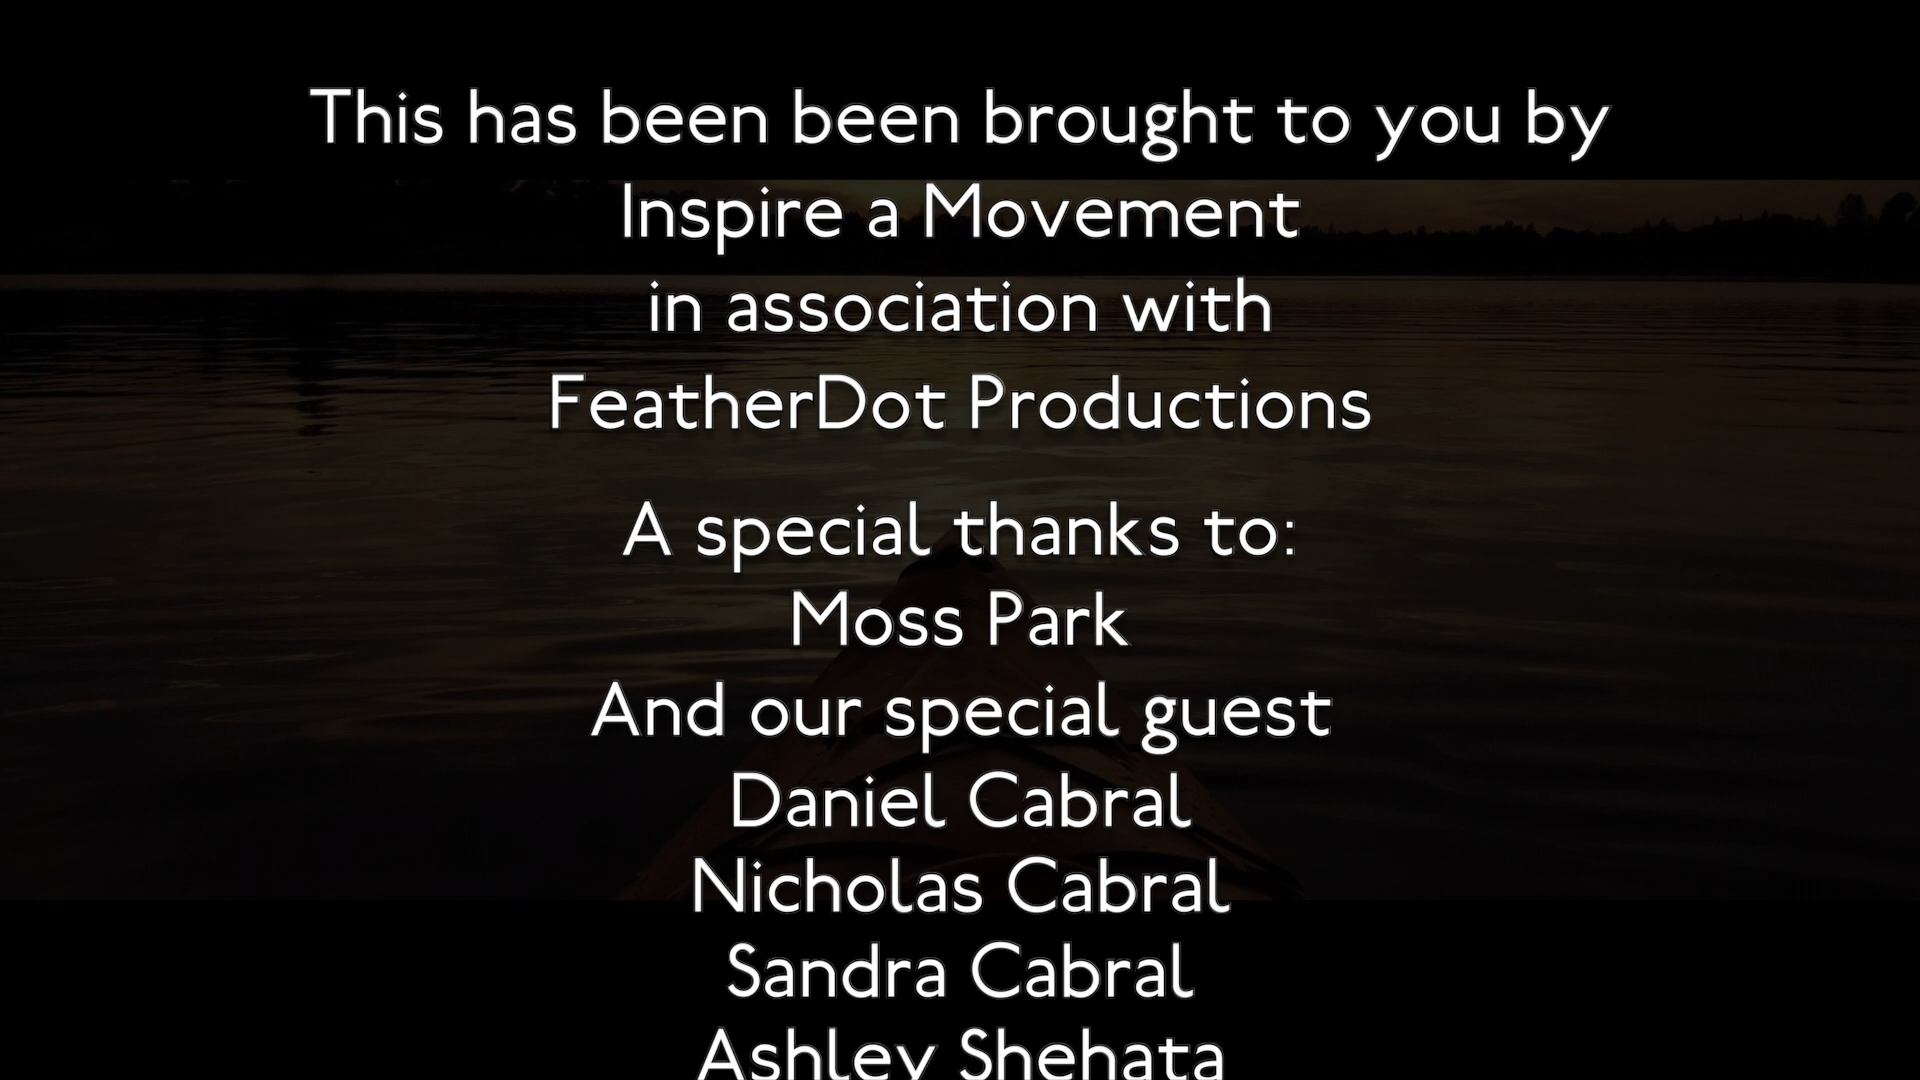 This has been been brought to you by
Inspire a Movement
in association with
FeatherDot Productions
A special thanks to:
Moss Park
And our special guest
Daniel Cabral
Nicholas Cabral
Sandra Cabral
Ashley Shehata